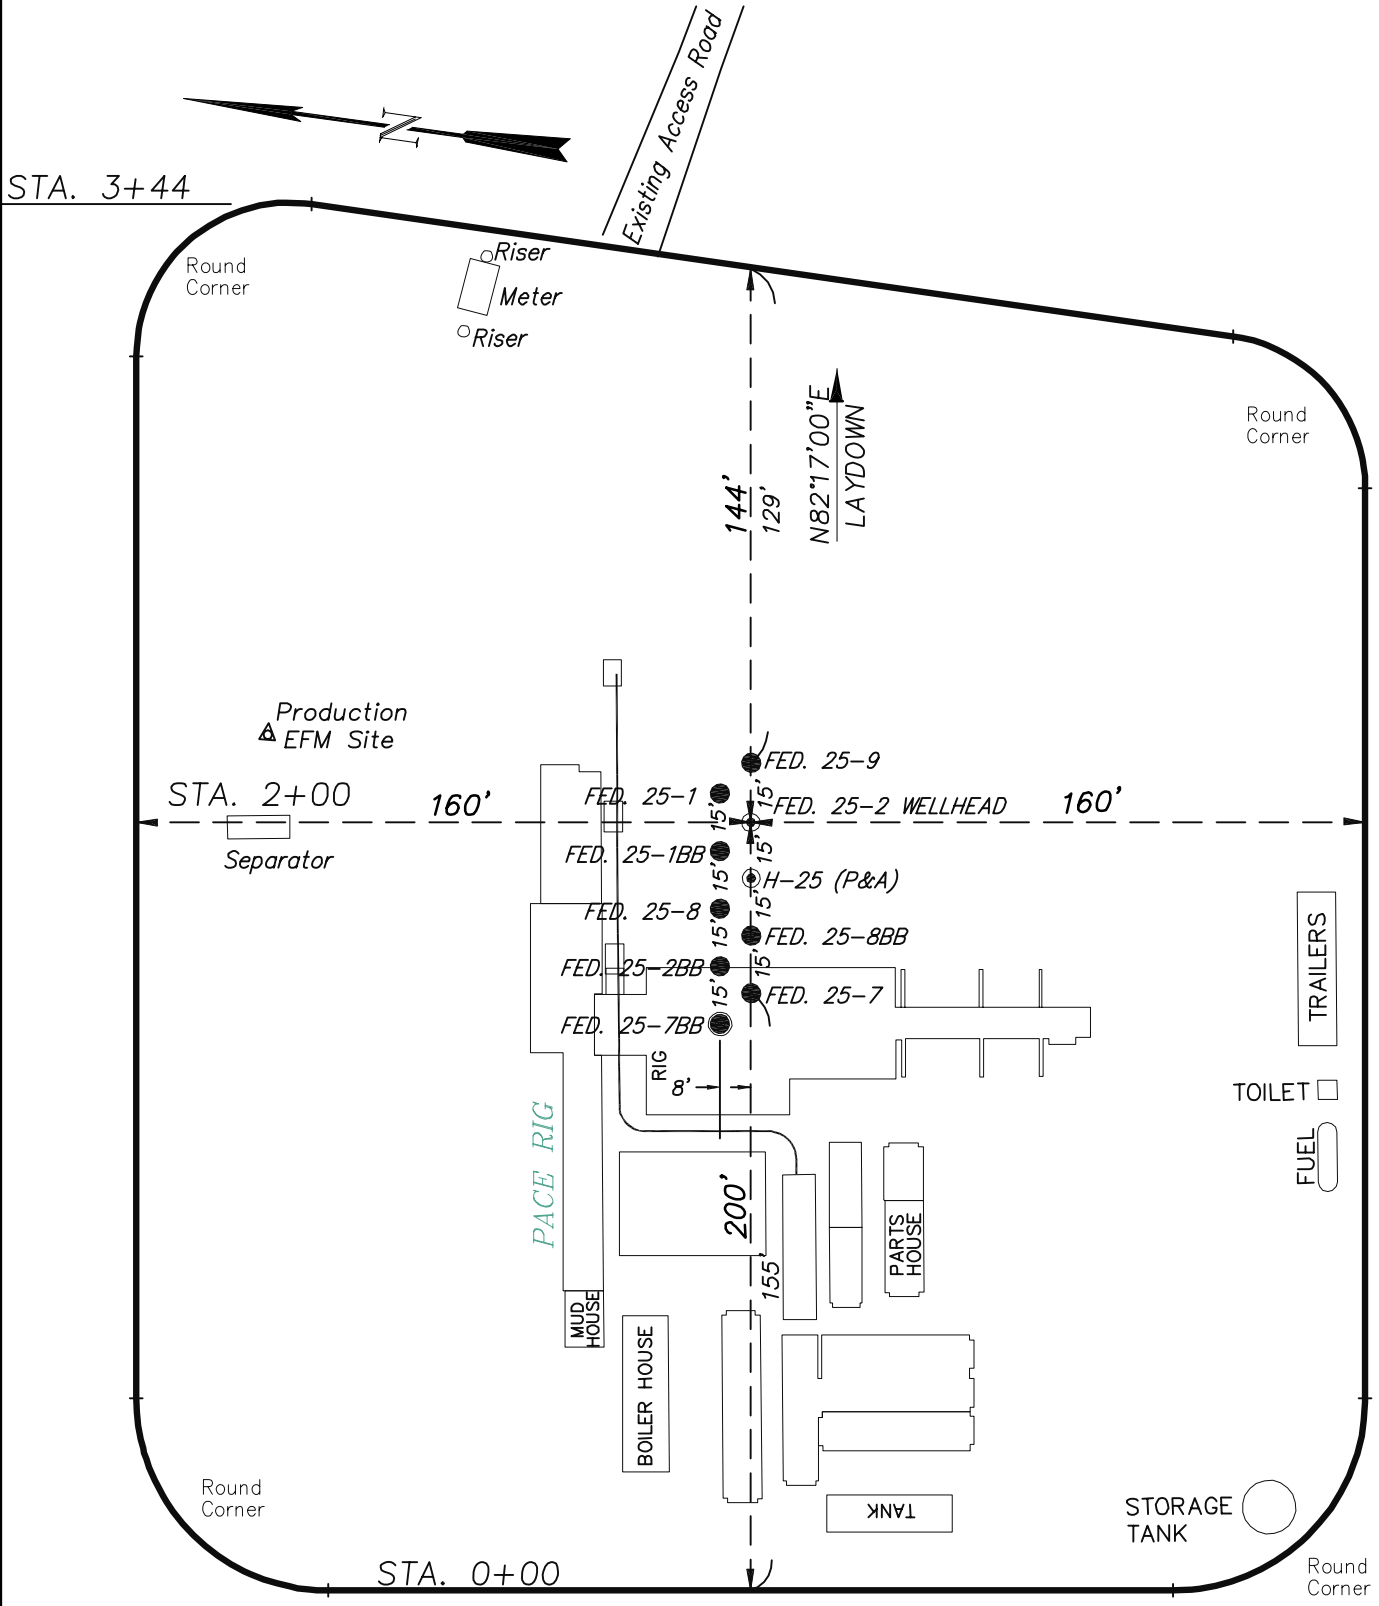 Existing Access Road
N
STA. 3+44
Round
Corner
Riser
Meter
Riser
Round
Corner
144'
129'
N82°17'00"E
LAYDOWN
Production
EFM Site
STA. 2+00
160'
Separator
FED. 25-9
FED. 25-1
15'
15'
FED. 25-2 WELLHEAD
160'
FED. 25-1BB
15'
15'
H-25 (P&A)
FED. 25-8
15'
15'
FED. 25-8BB
FED. 25-2BB
15'
15'
FED. 25-7
FED. 25-7BB
RIG
8'
TRAILERS
TOILET
FUEL
PACE RIG
200'
155'
PARTS
HOUSE
MUD
HOUSE
BOILER HOUSE
TANK
STORAGE
TANK
Round
Corner
STA. 0+00
Round
Corner